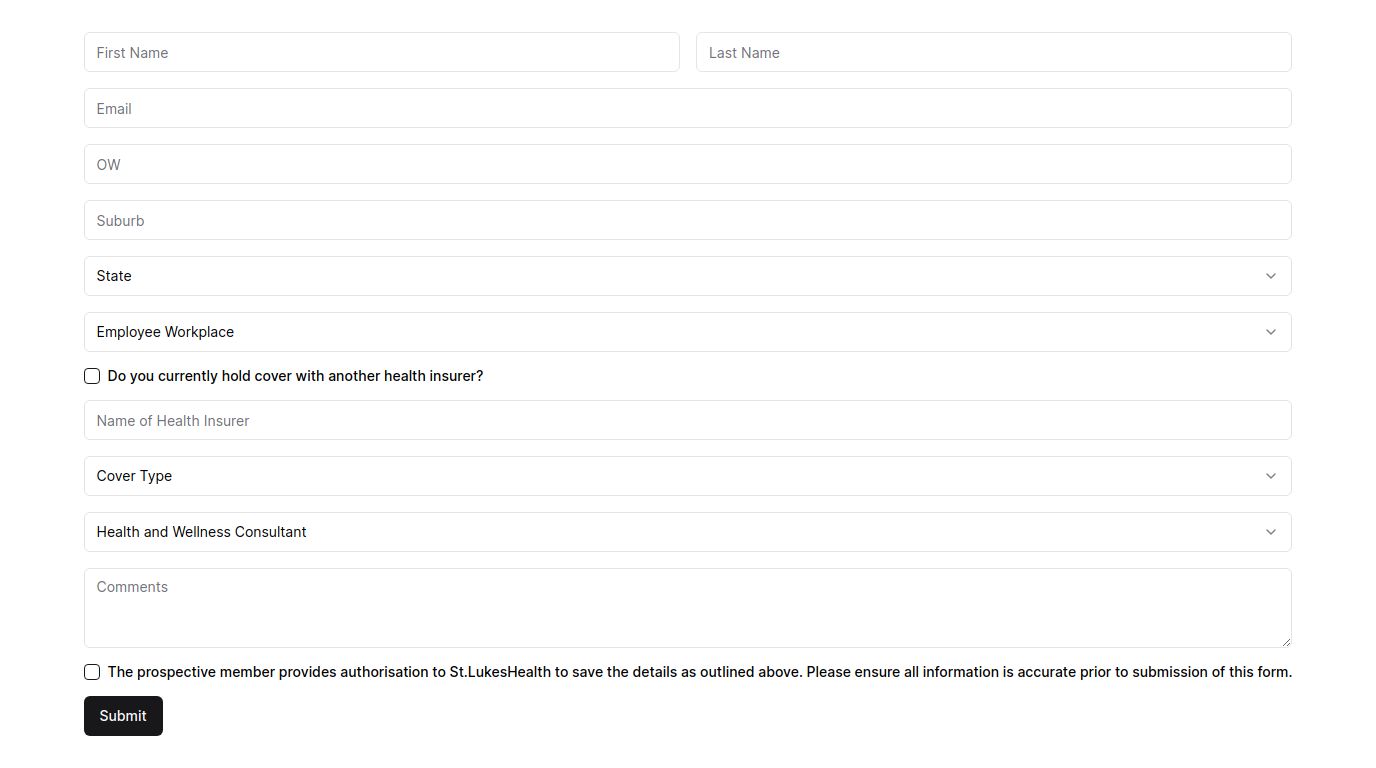 First Name
Last Name
Email
OW
Suburb
State
Employee Workplace
Do you currently hold cover with another health insurer?
Name of Health Insurer
Cover Type
Health and Wellness Consultant
Comments
The prospective member provides authorisation to St.LukesHealth to save the details as outlined above. Please ensure all information is accurate prior to submission of this form.
Submit